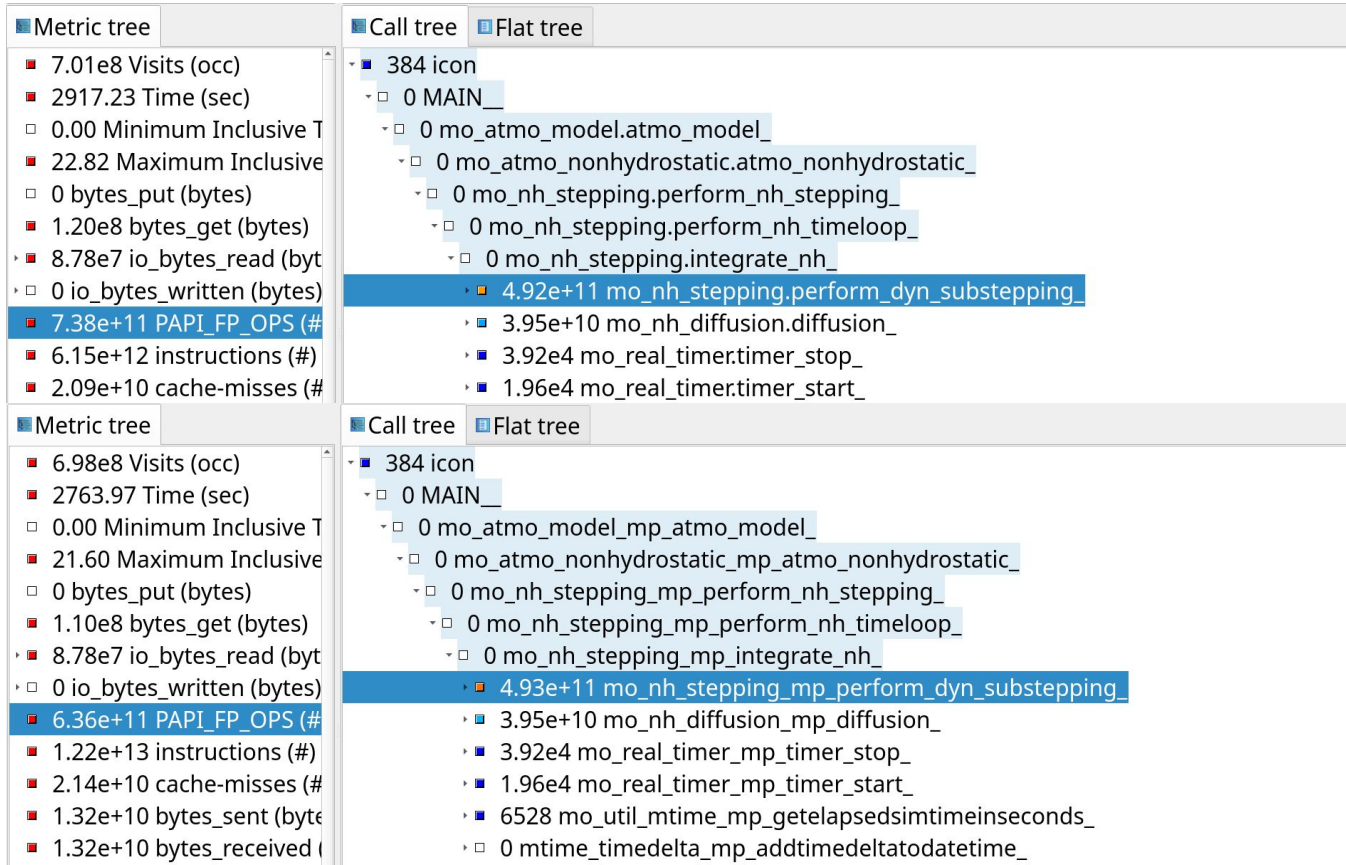 Metric tree
7.01e8 Visits (occ)
2917.23 Time (sec)
0.00 Minimum Inclusive T
22.82 Maximum Inclusive
0 bytes_put (bytes)
1.20e8 bytes_get (bytes)
8.78e7 io_bytes_read (byt
0 io_bytes_written (bytes)
7.38e+11 PAPI_FP_OPS (#
6.15e+12 instructions (#)
2.09e+10 cache-misses (#
Call tree Flat tree
384 icon
0 MAIN__
0 mo_atmo_model.atmo_model_
0 mo_atmo_nonhydrostatic.atmo_nonhydrostatic_
0 mo_nh_stepping.perform_nh_stepping_
0 mo_nh_stepping.perform_nh_timeloop_
0 mo_nh_stepping.integrate_nh_
4.92e+11 mo_nh_stepping.perform_dyn_substepping_
3.95e+10 mo_nh_diffusion.diffusion_
3.92e4 mo_real_timer.timer_stop_
1.96e4 mo_real_timer.timer_start_
Metric tree
6.98e8 Visits (occ)
2763.97 Time (sec)
0.00 Minimum Inclusive T
21.60 Maximum Inclusive
0 bytes_put (bytes)
1.10e8 bytes_get (bytes)
8.78e7 io_bytes_read (byt
0 io_bytes_written (bytes)
6.36e+11 PAPI_FP_OPS (#
1.22e+13 instructions (#)
2.14e+10 cache-misses (#
1.32e+10 bytes_sent (byte
1.32e+10 bytes_received (
Call tree Flat tree
384 icon
0 MAIN__
0 mo_atmo_model_mp_atmo_model_
0 mo_atmo_nonhydrostatic_mp_atmo_nonhydrostatic_
0 mo_nh_stepping_mp_perform_nh_stepping_
0 mo_nh_stepping_mp_perform_nh_timeloop_
0 mo_nh_stepping_mp_integrate_nh_
4.93e+11 mo_nh_stepping_mp_perform_dyn_substepping_
3.95e+10 mo_nh_diffusion_mp_diffusion_
3.92e4 mo_real_timer_mp_timer_stop_
1.96e4 mo_real_timer_mp_timer_start_
6528 mo_util_mtime_mp_getelapsedsimtimeinseconds_
0 mtime_timedelta_mp_addtimedeltatodatetime_